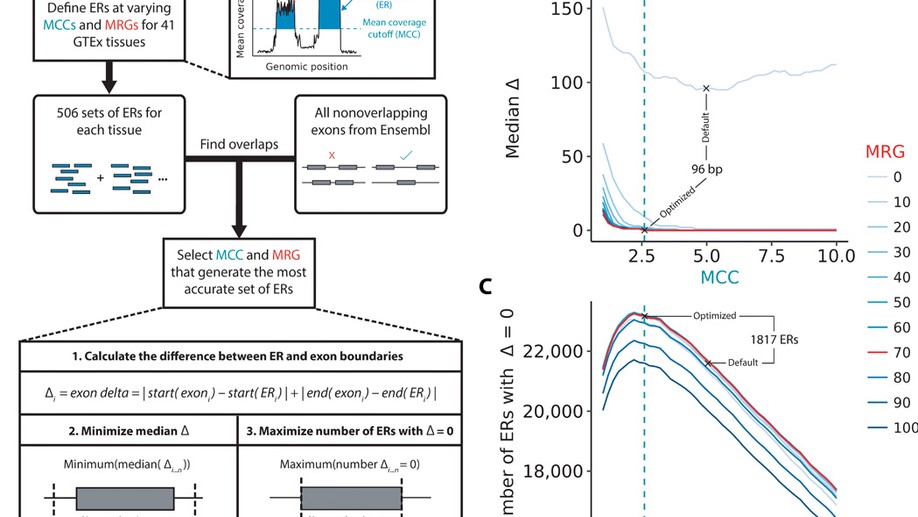 Define ERs at varying
MCCs and MRGs for 41
GTEx tissues
(ER)
Mean coverage
cutoff (MCC)
Genomic position
506 sets of ERs for
each tissue
+
...
Find overlaps
All nonoverlapping
exons from Ensembl
x
✓
Select MCC and MRG
that generate the most
accurate set of ERs
1. Calculate the difference between ER and exon boundaries
Δi = exon delta = | start( exoni ) – start( ERi ) | + | end( exoni ) – end( ERi ) |
2. Minimize median Δ
3. Maximize number of ERs with Δ = 0
Minimum(median( Δi...n ))
Maximum(number Δi...n = 0)
Median Δ
150
100
50
0
Default
96 bp
Optimized
2.5
5.0
7.5
10.0
MCC
C
22,000
20,000
18,000
Optimized
1817 ERs
Default
MRG
0
10
20
30
40
50
60
70
80
90
100